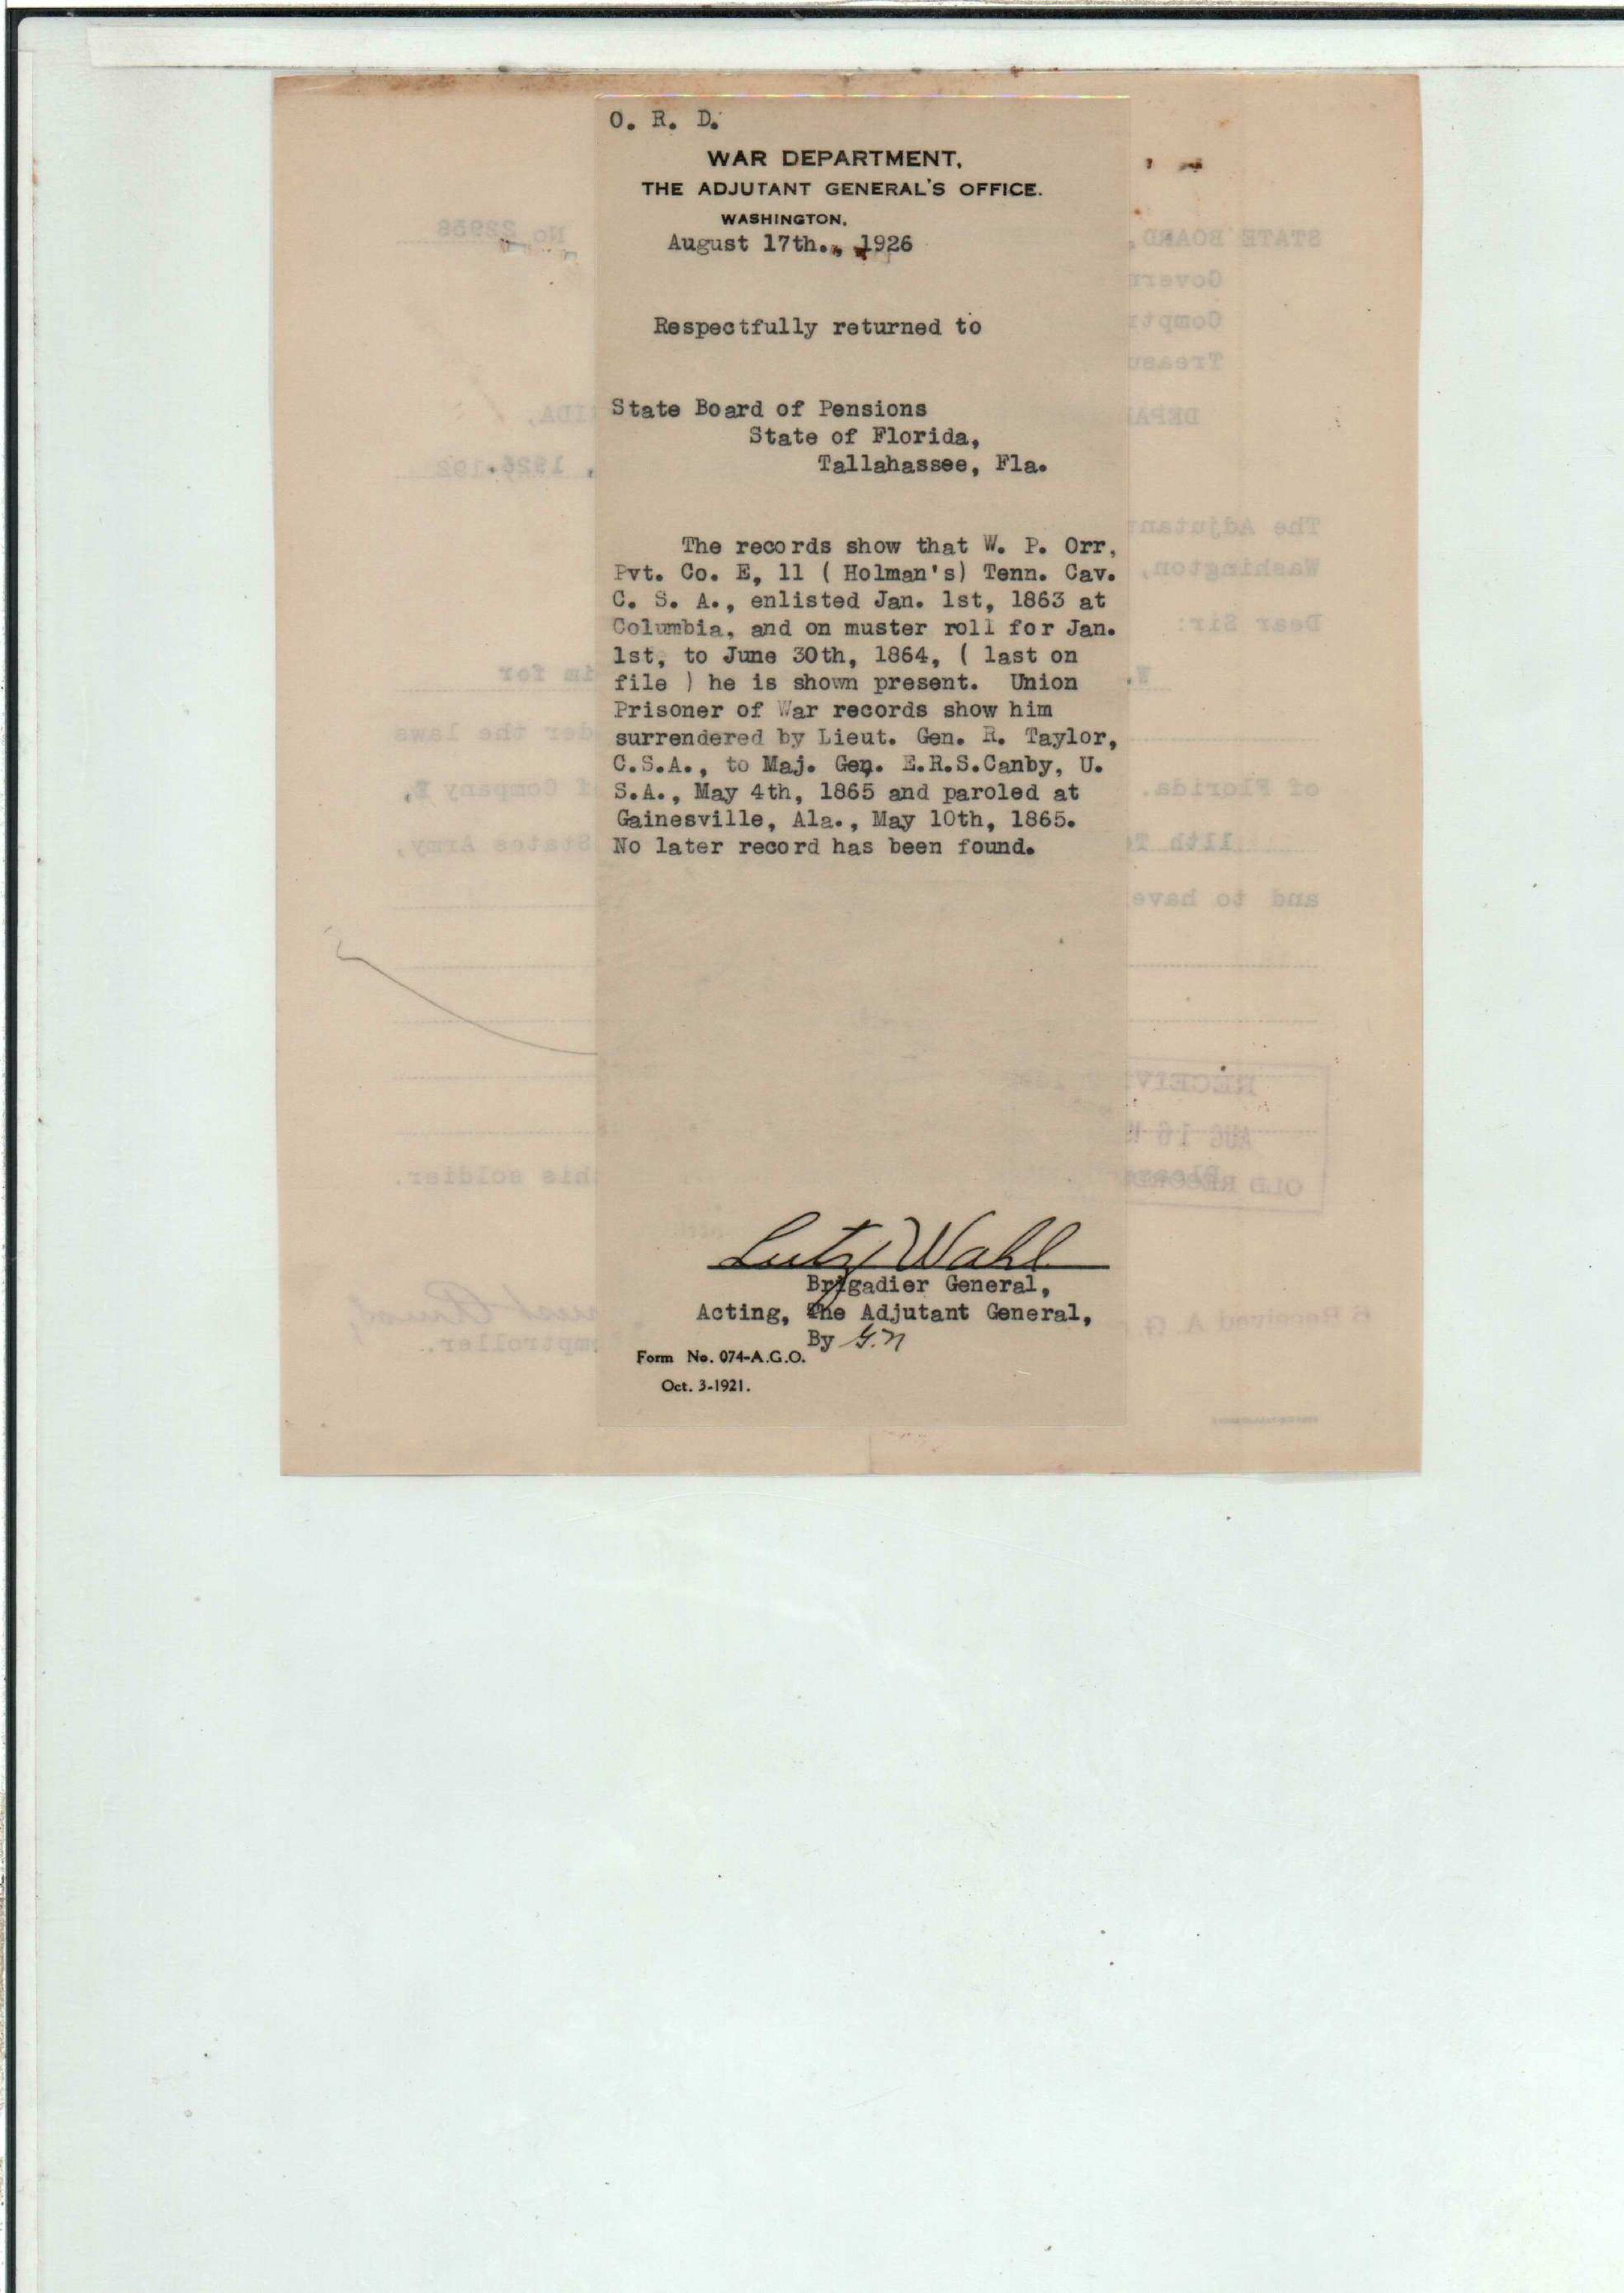 O. R. D.
WAR DEPARTMENT,
THE ADJUTANT GENERAL'S OFFICE.
WASHINGTON,
August 17th., 1926
Respectfully returned to
State Board of Pensions
State of Florida,
Tallahassee, Fla.
The records show that W. P. Orr,
Pvt. Co. E, 11 ( Holman's) Tenn. Cav.
C. S. A., enlisted Jan. 1st, 1863 at
Columbia, and on muster roll for Jan.
1st, to June 30th, 1864, ( last on
file ) he is shown present. Union
Prisoner of War records show him
surrendered by Lieut. Gen. R. Taylor,
C.S.A., to Maj. Gen. E.R.S.Canby, U.
S.A., May 4th, 1865 and paroled at
Gainesville, Ala., May 10th, 1865.
No later record has been found.
Lutz Wahl
Brigadier General,
Acting, The Adjutant General,
By G.N
Form No. 074-A.G.O.
Oct. 3-1921.